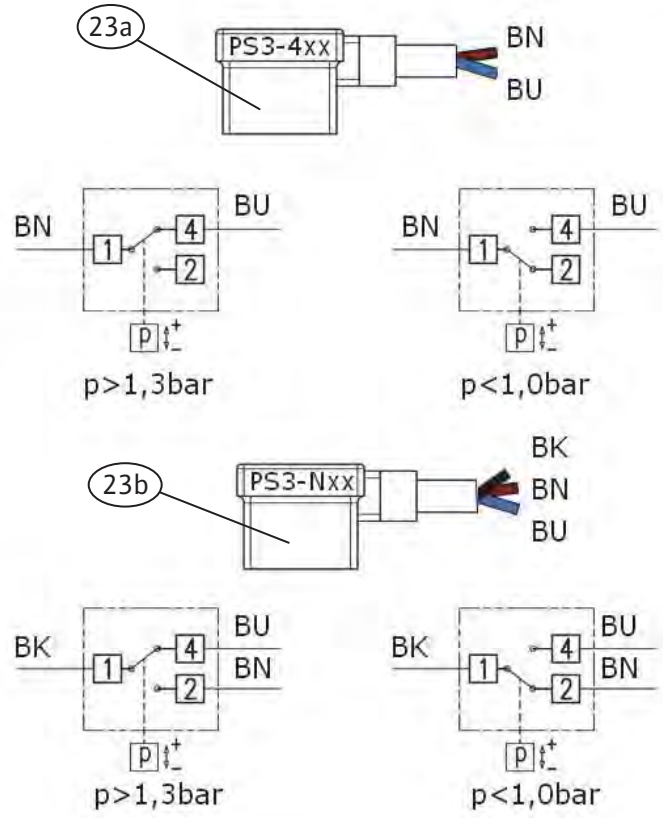 23a
PS3-4xx
BN
BU
BN 1 4 2 BU
p + -
p>1,3bar
BN 1 4 2 BU
p + -
p<1,0bar
23b
PS3-Nxx
BK
BN
BU
BK 1 4 2 BU BN
p + -
p>1,3bar
BK 1 4 2 BU BN
p + -
p<1,0bar